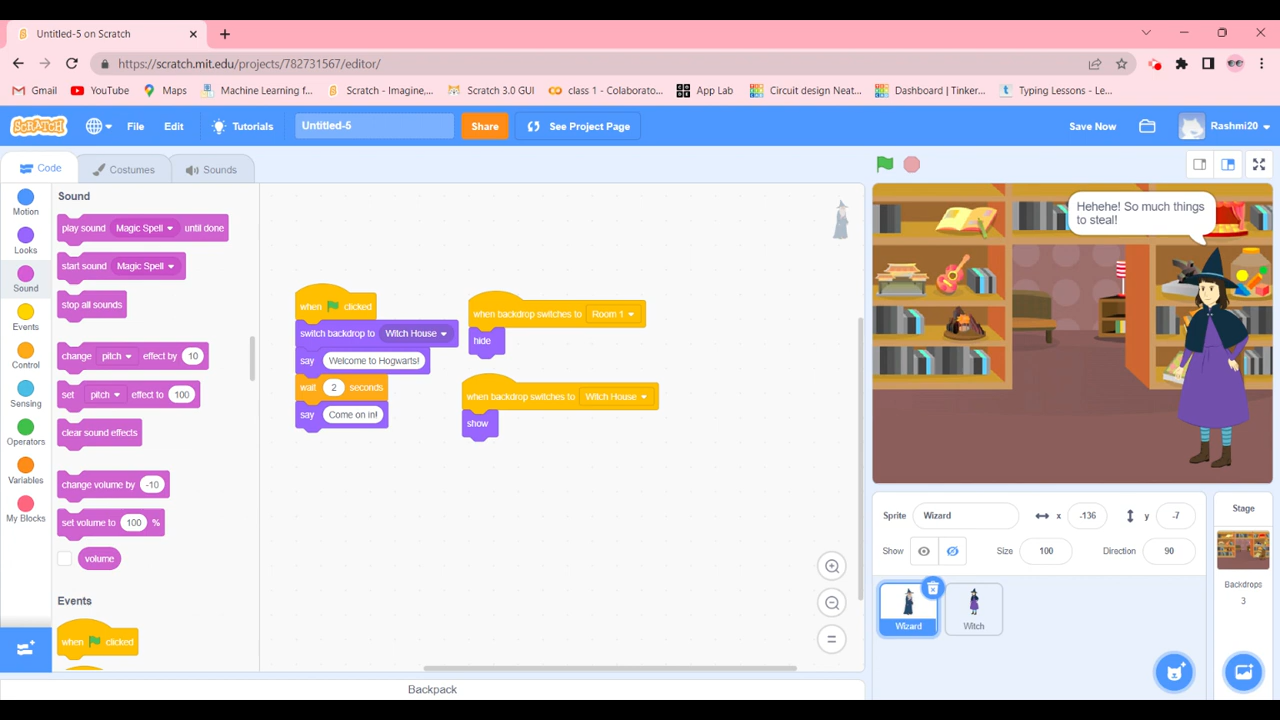 Untitled-5 on Scratch
https://scratch.mit.edu/projects/782731567/editor/
Gmail YouTube Maps Machine Learning f... Scratch - Imagine,... Scratch 3.0 GUI class 1 - Colaborato... App Lab Circuit design Neat... Dashboard | Tinker... Typing Lessons - Le...
SCRATCH File Edit Tutorials Untitled-5 Share See Project Page Save Now Rashmi20
Code Costumes Sounds
Motion
Looks
Sound
Events
Control
Sensing
Operators
Variables
My Blocks
Sound
play sound Magic Spell until done
start sound Magic Spell
stop all sounds
change pitch effect by 10
set pitch effect to 100
clear sound effects
change volume by -10
set volume to 100 %
volume
Events
when clicked
when clicked
switch backdrop to Witch House
say Welcome to Hogwarts!
wait 2 seconds
say Come on in!
when backdrop switches to Room 1
hide
when backdrop switches to Witch House
show
Backpack
Hehehe! So much things
to steal!
Sprite Wizard x -136 y -7
Show Size 100 Direction 90
Wizard
Witch
Stage
Backdrops
3